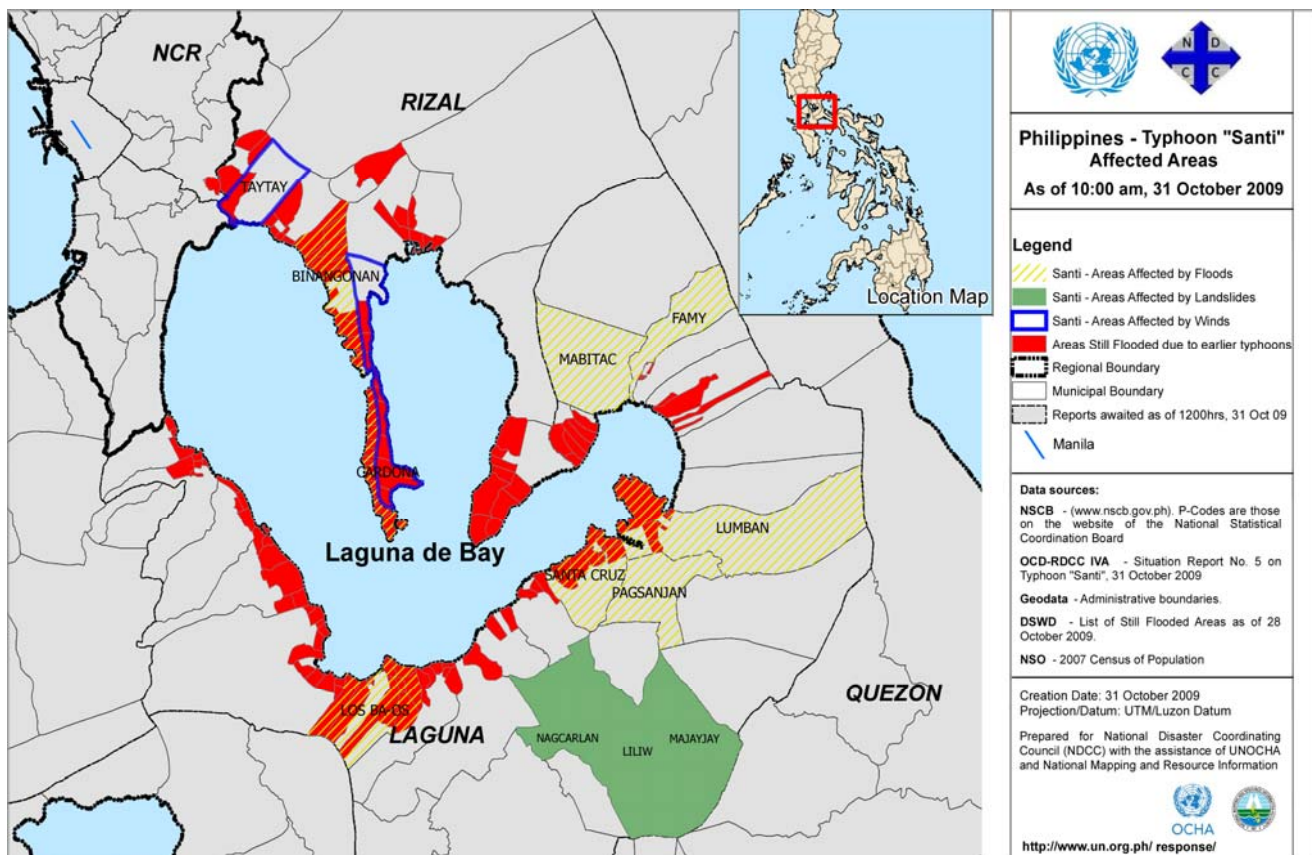 NCR
RIZAL
TAYTAY
BINANGONAN
FAMY
MABITAC
CARDONA
LUMBAN
Laguna de Bay
SANTA CRUZ
PAGSANJAN
QUEZON
LOS BA-OS
LAGUNA
NAGCARLAN
LILIW
MAJAYJAY
Location Map
N D
C C
Philippines - Typhoon "Santi"
Affected Areas
As of 10:00 am, 31 October 2009
Legend
Santi - Areas Affected by Floods
Santi - Areas Affected by Landslides
Santi - Areas Affected by Winds
Areas Still Flooded due to earlier typhoons
Regional Boundary
Municipal Boundary
Reports awaited as of 1200hrs, 31 Oct 09
Manila
Data sources:
NSCB - (www.nscb.gov.ph). P-Codes are those
on the website of the National Statistical
Coordination Board
OCD-RDCC IVA - Situation Report No. 5 on
Typhoon "Santi", 31 October 2009
Geodata - Administrative boundaries.
DSWD - List of Still Flooded Areas as of 28
October 2009.
NSO - 2007 Census of Population
Creation Date: 31 October 2009
Projection/Datum: UTM/Luzon Datum
Prepared for National Disaster Coordinating
Council (NDCC) with the assistance of UNOCHA
and National Mapping and Resource Information
OCHA
http://www.un.org.ph/ response/